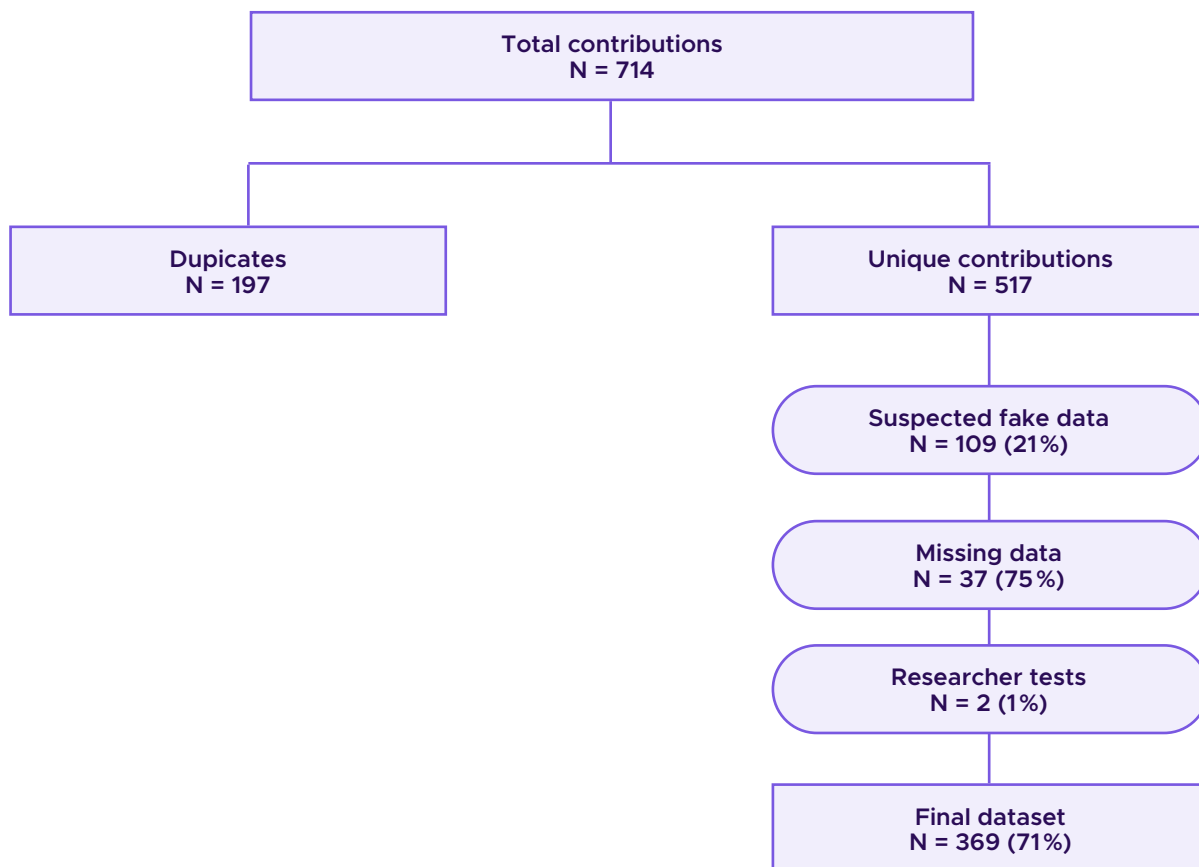 Total contributions
N = 714
Dupicates
N = 197
Unique contributions
N = 517
Suspected fake data
N = 109 (21%)
Missing data
N = 37 (75%)
Researcher tests
N = 2 (1%)
Final dataset
N = 369 (71%)